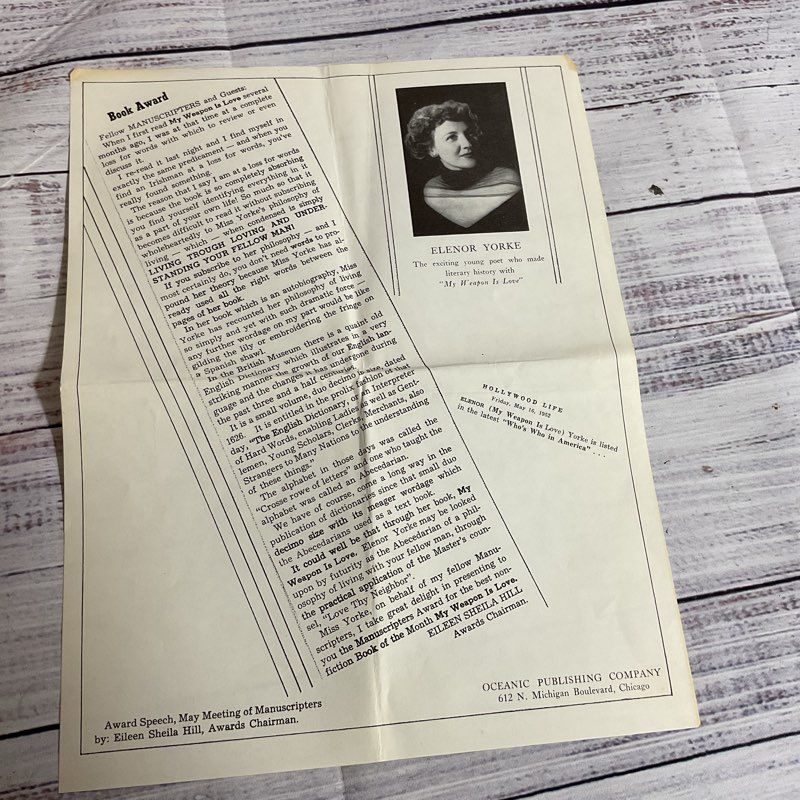 Book Award
Fellow MANUSCRIPTERS and Guests:
When I first read My Weapon is Love several
months ago, I was at that time at a complete
loss for words with which to review or even
discuss it.
I re-read it last night and I find myself in
exactly the same predicament — and when you
find an Irishman at a loss for words, you've
really found something.
The reason that I say I am at a loss for words
is because the book is so completely absorbing
you find yourself identifying everything in it
as a part of your own life! So much so that it
becomes difficult to read it without subscribing
wholeheartedly to Miss Yorke's philosophy of
living — which — when condensed is simply
LIVING TROUGH LOVING AND UNDER-
STANDING YOUR FELLOW MAN!
If you subscribe to her philosophy — and I
most certainly do, you don't need words to pro-
pound her theory because Miss Yorke has al-
ready used all the right words between the
pages of her book.
In her book which is an autobiography, Miss
Yorke has recounted her philosophy of living
so simply and yet with such dramatic force —
any further wordage on my part would be like
gilding the lily or embroidering the fringe on
a Spanish shawl.
In the British Museum there is a quaint old
English Dictionary which illustrates in a very
striking manner the growth of our English lan-
guage and the changes it has undergone during
the past three and a half centuries.
It is a small volume, duo decimo in size, dated
1626. It is entitled in the prolix fashion of that
day, "The English Dictionary, or an Interpreter
of Hard Words, enabling Ladies as well as Gent-
lemen, Young Scholars, Clerks, Merchants, also
Strangers to Many Nations to the understanding
of these things."
The alphabet in those days was called the
"Crosse rowe of letters" and one who taught the
alphabet was called an Abecedarian.
We have of course, come a long way in the
publication of dictionaries since that small duo
decimo size with its meager wordage which
the Abecedarians used as a text book.
It could well be that through her book, My
Weapon Is Love, Elenor Yorke may be looked
upon by futurity as the Abecedarian of a phil-
osophy of living with your fellow man, through
the practical application of the Master's coun-
sel, "Love Thy Neighbor".
Miss Yorke, on behalf of my fellow Manu-
scripters, I take great delight in presenting to
you the Manuscripters Award for the best non-
fiction Book of the Month My Weapon Is Love.
EILEEN SHEILA HILL
Awards Chairman.
Award Speech, May Meeting of Manuscripters
by: Eileen Sheila Hill, Awards Chairman.
ELENOR YORKE
The exciting young poet who made
literary history with
"My Weapon Is Love"
HOLLYWOOD LIFE
Friday, May 16, 1952
ELENOR (My Weapon Is Love) Yorke is listed
in the latest "Who's Who in America" . . .
OCEANIC PUBLISHING COMPANY
612 N. Michigan Boulevard, Chicago